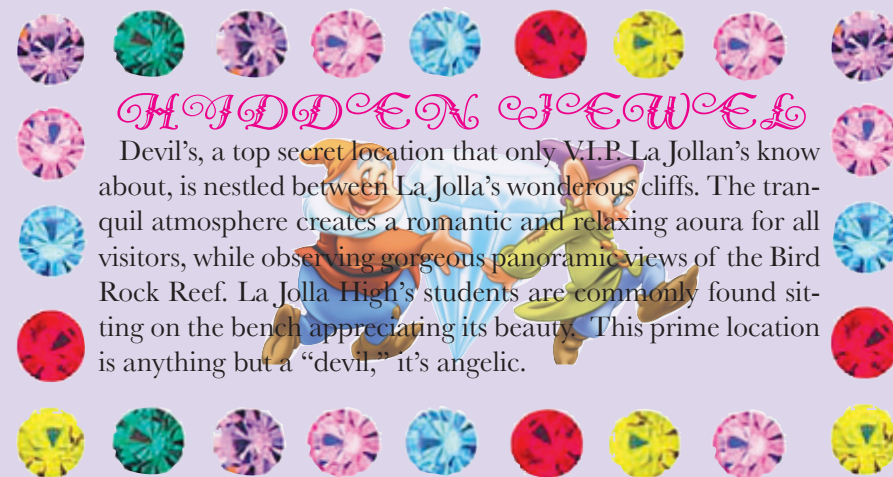 HIDDEN JEWEL
Devil's, a top secret location that only V.I.P. La Jollan's know
about, is nestled between La Jolla's wonderous cliffs. The tran-
quil atmosphere creates a romantic and relaxing aoura for all
visitors, while observing gorgeous panoramic views of the Bird
Rock Reef. La Jolla High's students are commonly found sit-
ting on the bench appreciating its beauty. This prime location
is anything but a “devil,” it's angelic.